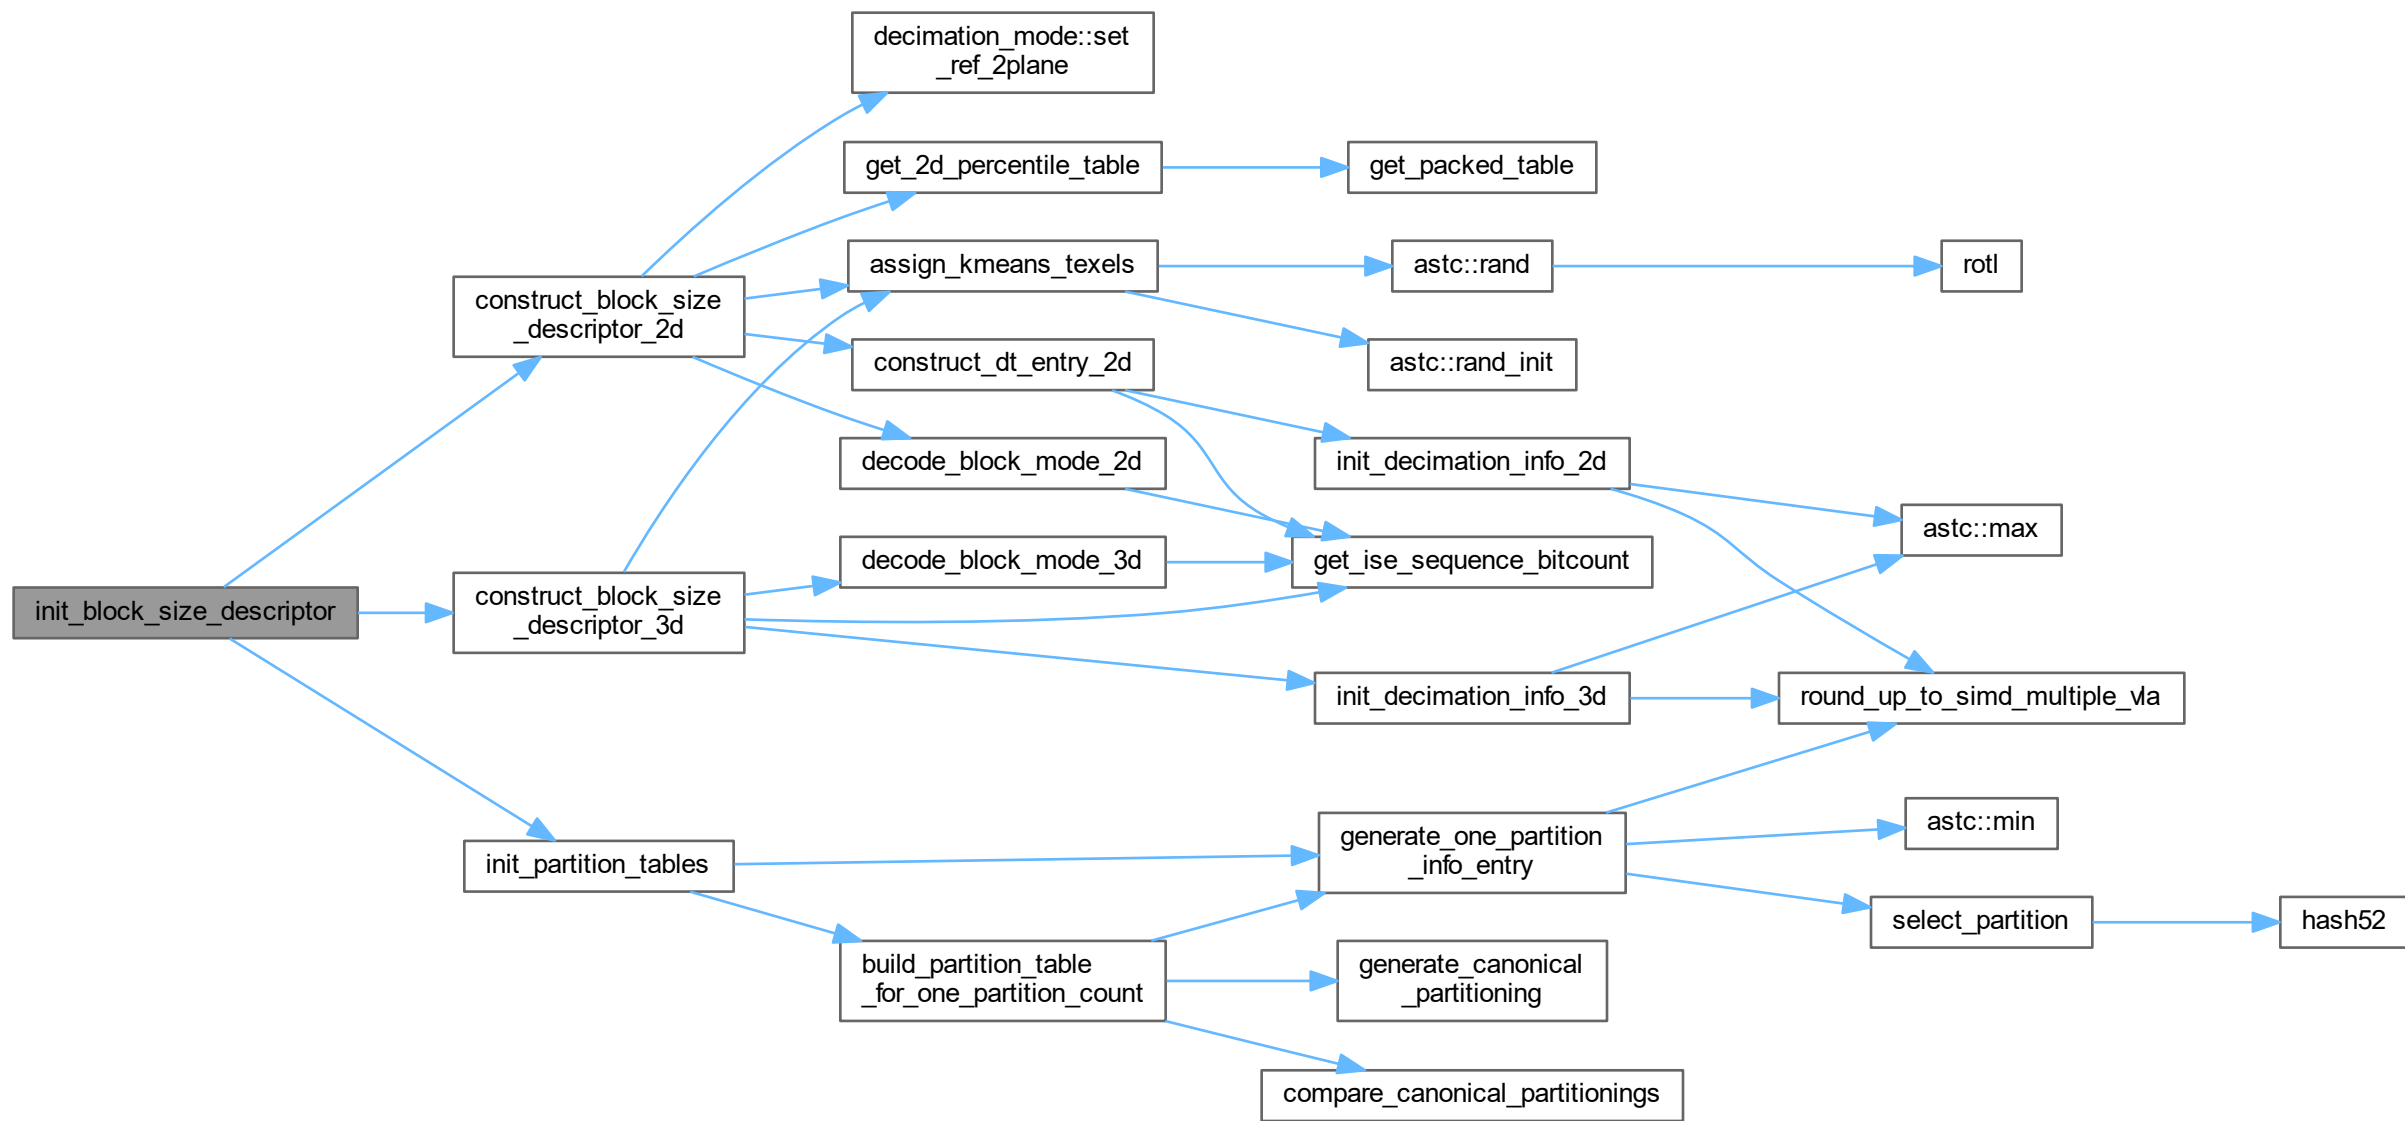 decimation_mode::set
_ref_2plane
get_2d_percentile_table
get_packed_table
assign_kmeans_texels
astc::rand
rotl
construct_block_size
_descriptor_2d
construct_dt_entry_2d
astc::rand_init
decode_block_mode_2d
init_decimation_info_2d
astc::max
decode_block_mode_3d
get_ise_sequence_bitcount
init_block_size_descriptor
construct_block_size
_descriptor_3d
init_decimation_info_3d
round_up_to_simd_multiple_vla
init_partition_tables
generate_one_partition
_info_entry
astc::min
select_partition
hash52
build_partition_table
_for_one_partition_count
generate_canonical
_partitioning
compare_canonical_partitionings